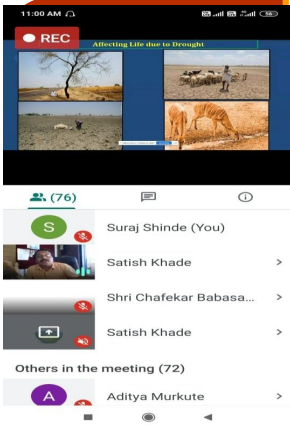 11:00 AM
56
REC
Affecting Life due to Drought
(76)
S
Suraj Shinde (You)
Satish Khade
Shri Chafekar Babasa...
Satish Khade
Others in the meeting (72)
A
Aditya Murkute